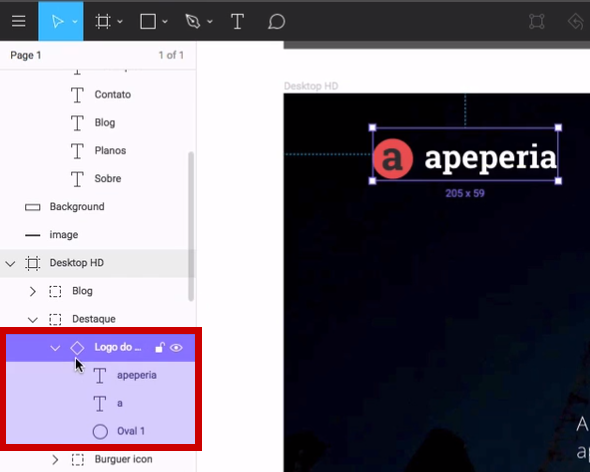 Page 1
1 of 1
Contato
Blog
Planos
Sobre
Background
image
Desktop HD
Blog
Destaque
Logo do ...
apeperia
a
Oval 1
Burguer icon
Desktop HD
a apeperia
205 x 59
A
ap